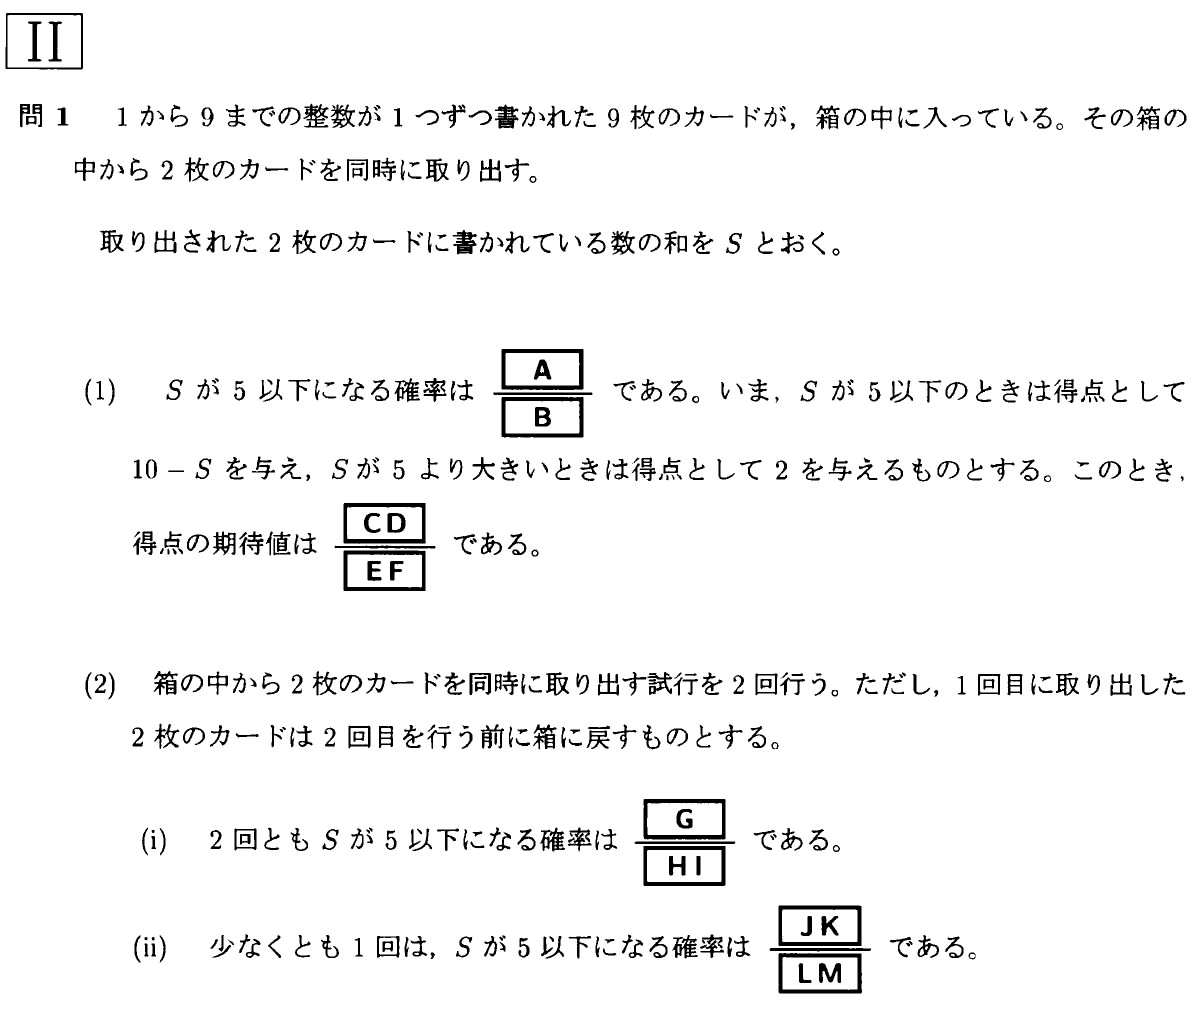 II
問 1 1 から 9 までの整数が 1 つずつ書かれた 9 枚のカードが，箱の中に入っている。その箱の
中から 2 枚のカードを同時に取り出す。
取り出された 2 枚のカードに書かれている数の和を S とおく。
(1) S が 5 以下になる確率は A/B である。いま，S が 5 以下のときは得点として
10 − S を与え，S が 5 より大きいときは得点として 2 を与えるものとする。このとき，
得点の期待値は CD/EF である。
(2) 箱の中から 2 枚のカードを同時に取り出す試行を 2 回行う。ただし，1 回目に取り出した
2 枚のカードは 2 回目を行う前に箱に戻すものとする。
(i) 2 回とも S が 5 以下になる確率は G/HI である。
(ii) 少なくとも 1 回は，S が 5 以下になる確率は JK/LM である。